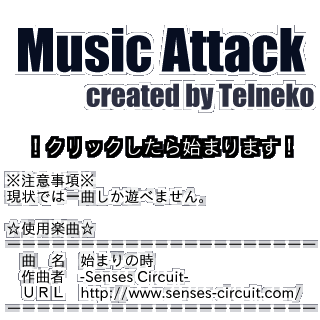 Music Attack
created by Telneko
！クリックしたら始まります！
※注意事項※
現状では一曲しか遊べません。
☆使用楽曲☆
＝＝＝＝＝＝＝＝＝＝＝＝＝＝＝＝＝＝＝＝
曲　名　始まりの時
作曲者　-Senses Circuit-
ＵＲＬ　http://www.senses-circuit.com/
＝＝＝＝＝＝＝＝＝＝＝＝＝＝＝＝＝＝＝＝